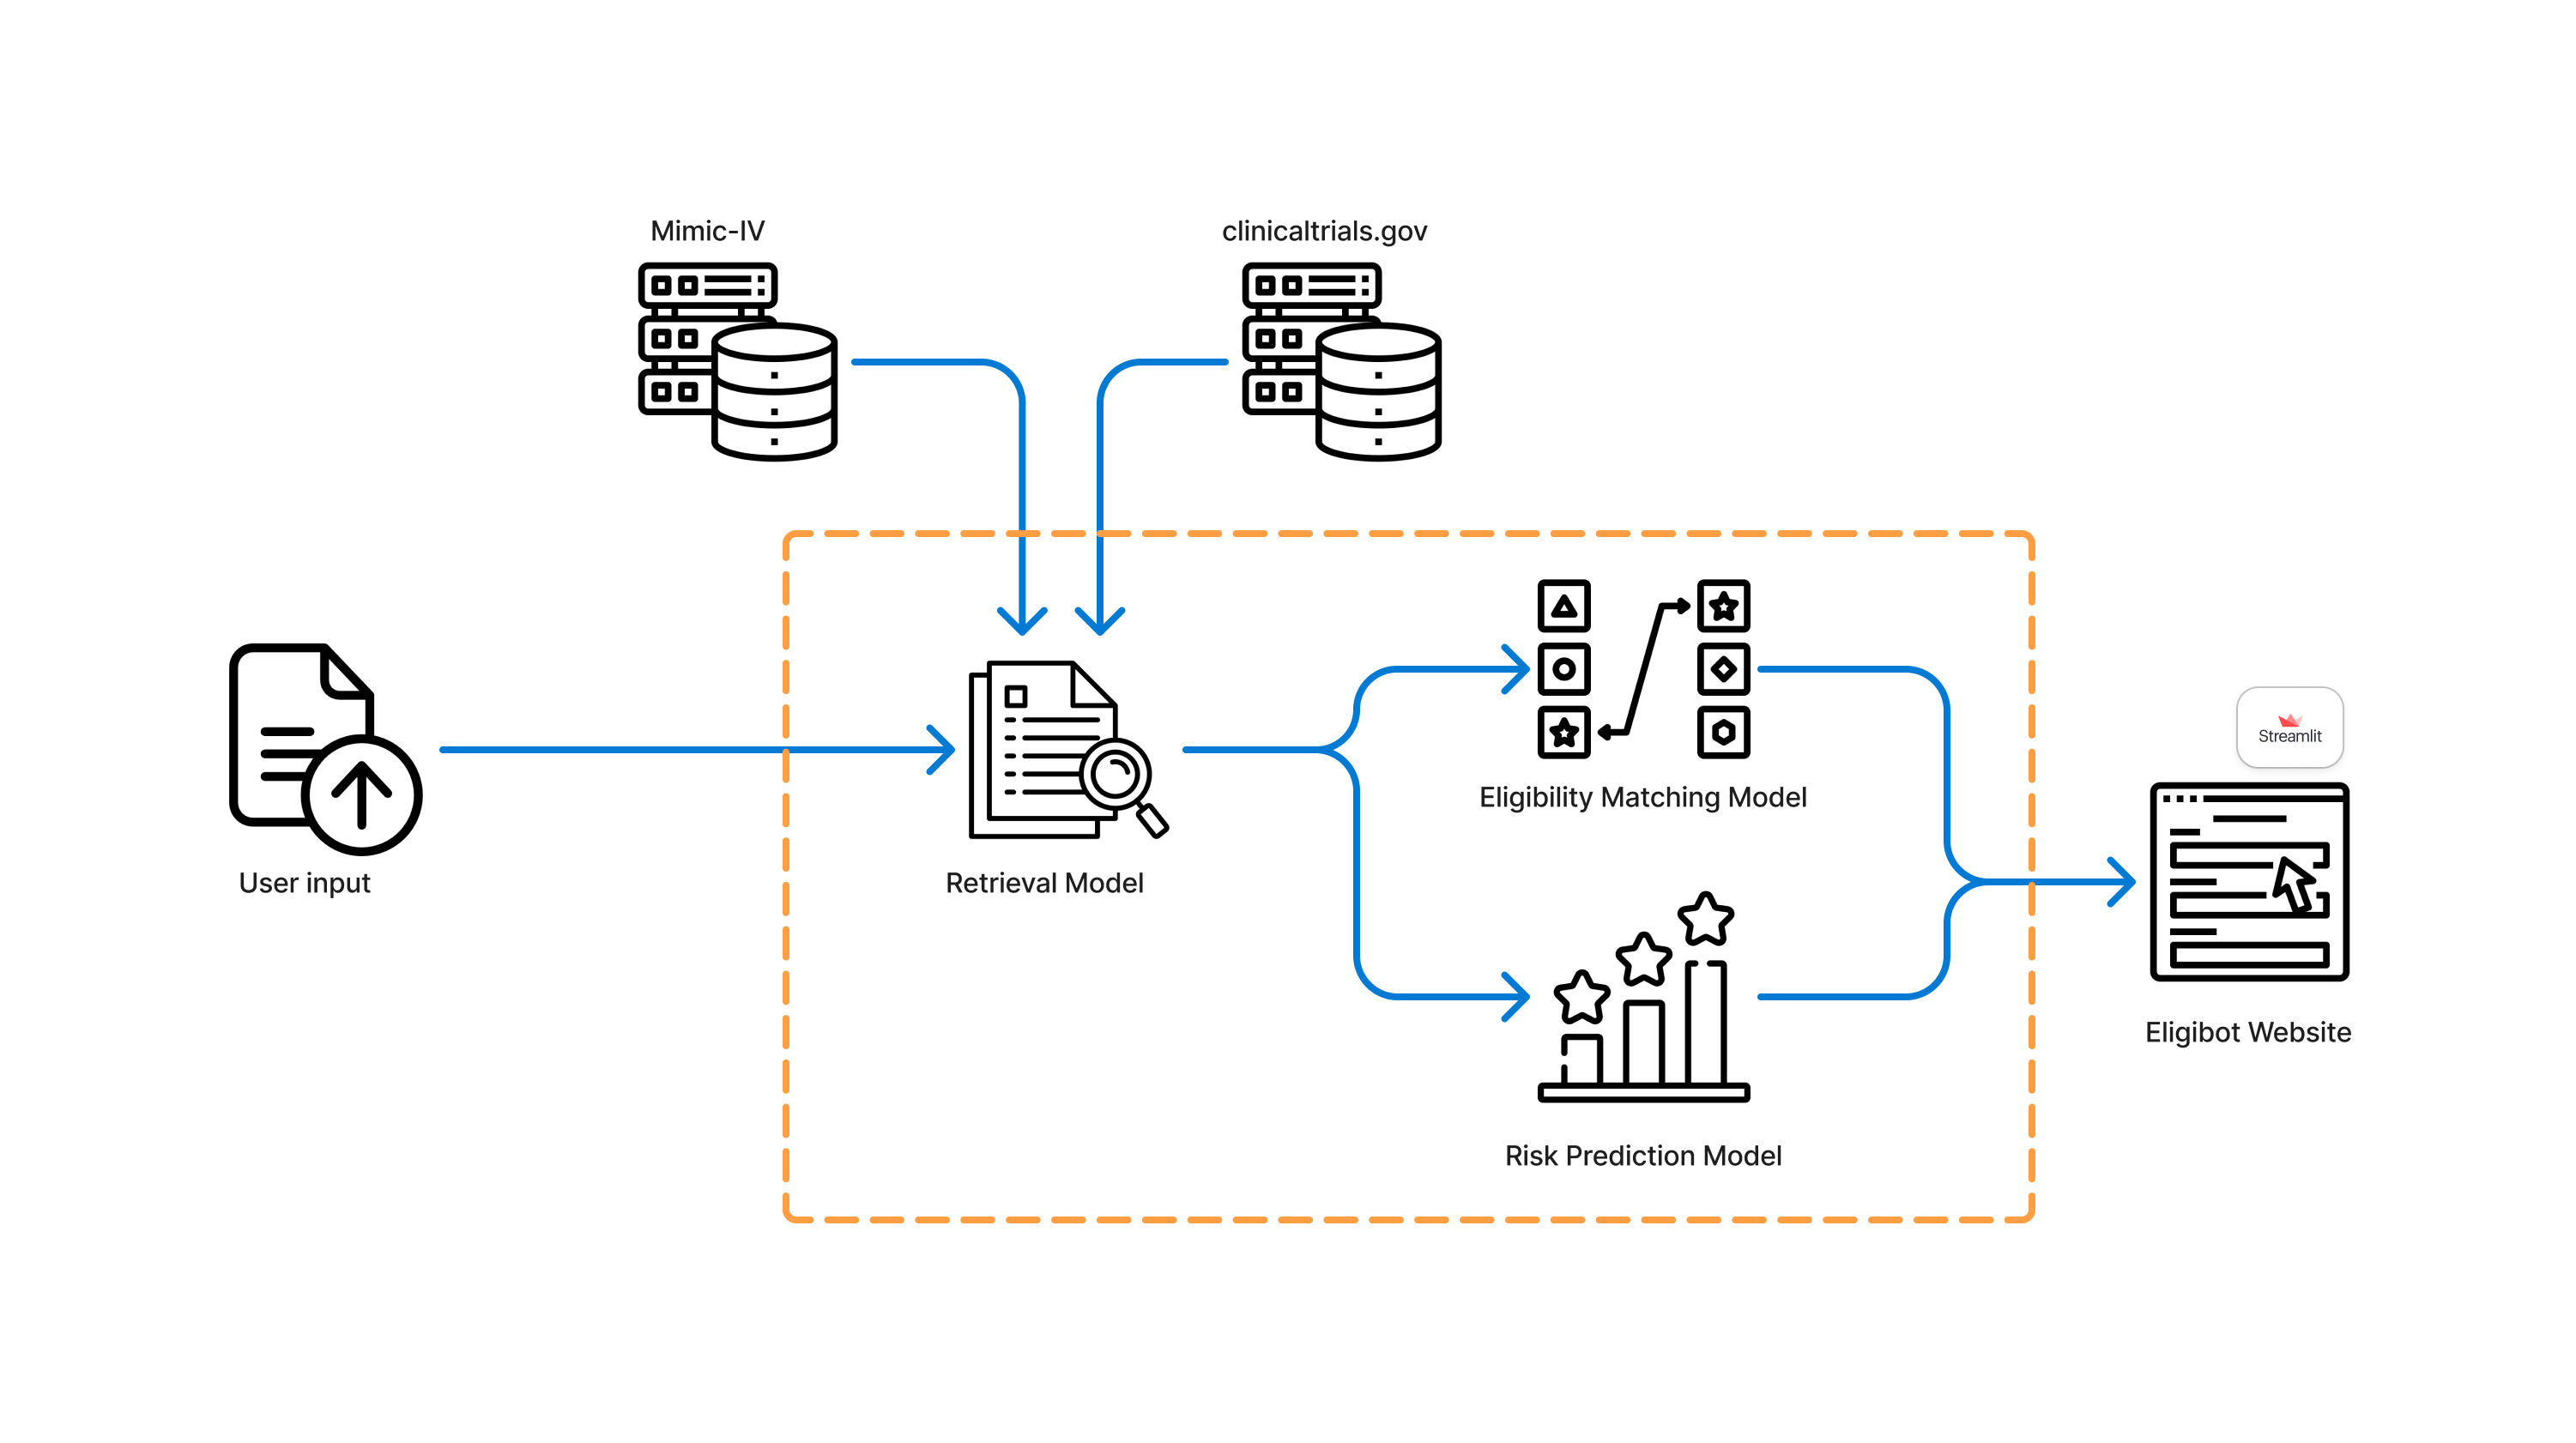 Mimic-IV
clinicaltrials.gov
User input
Retrieval Model
Eligibility Matching Model
Risk Prediction Model
Streamlit
Eligibot Website